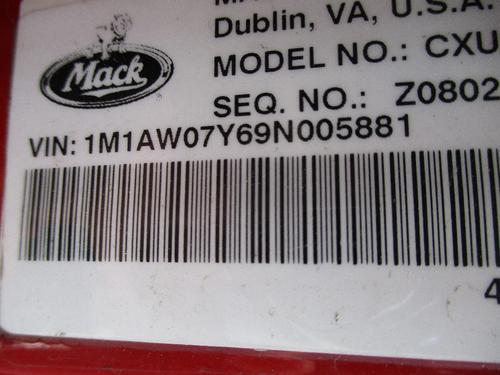 Mack
Dublin, VA, U.S.A.
MODEL NO.: CXU
SEQ. NO.: Z0802
VIN: 1M1AW07Y69N005881
4